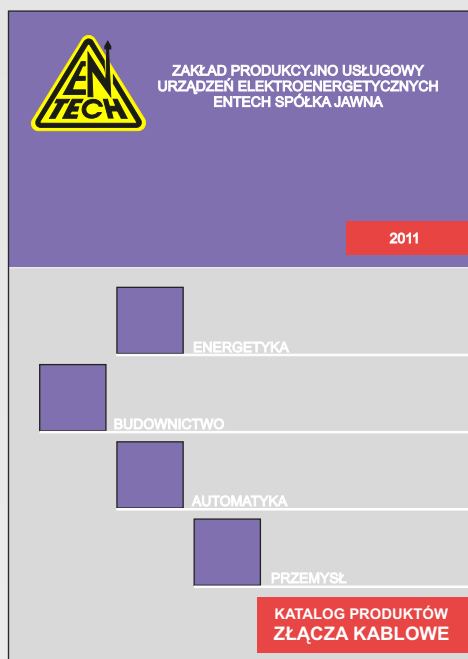 EN
TECH
ZAKŁAD PRODUKCYJNO USŁUGOWY
URZĄDZEŃ ELEKTROENERGETYCZNYCH
ENTECH SPÓŁKA JAWNA
2011
ENERGETYKA
BUDOWNICTWO
AUTOMATYKA
PRZEMYSŁ
KATALOG PRODUKTÓW
ZŁĄCZA KABLOWE